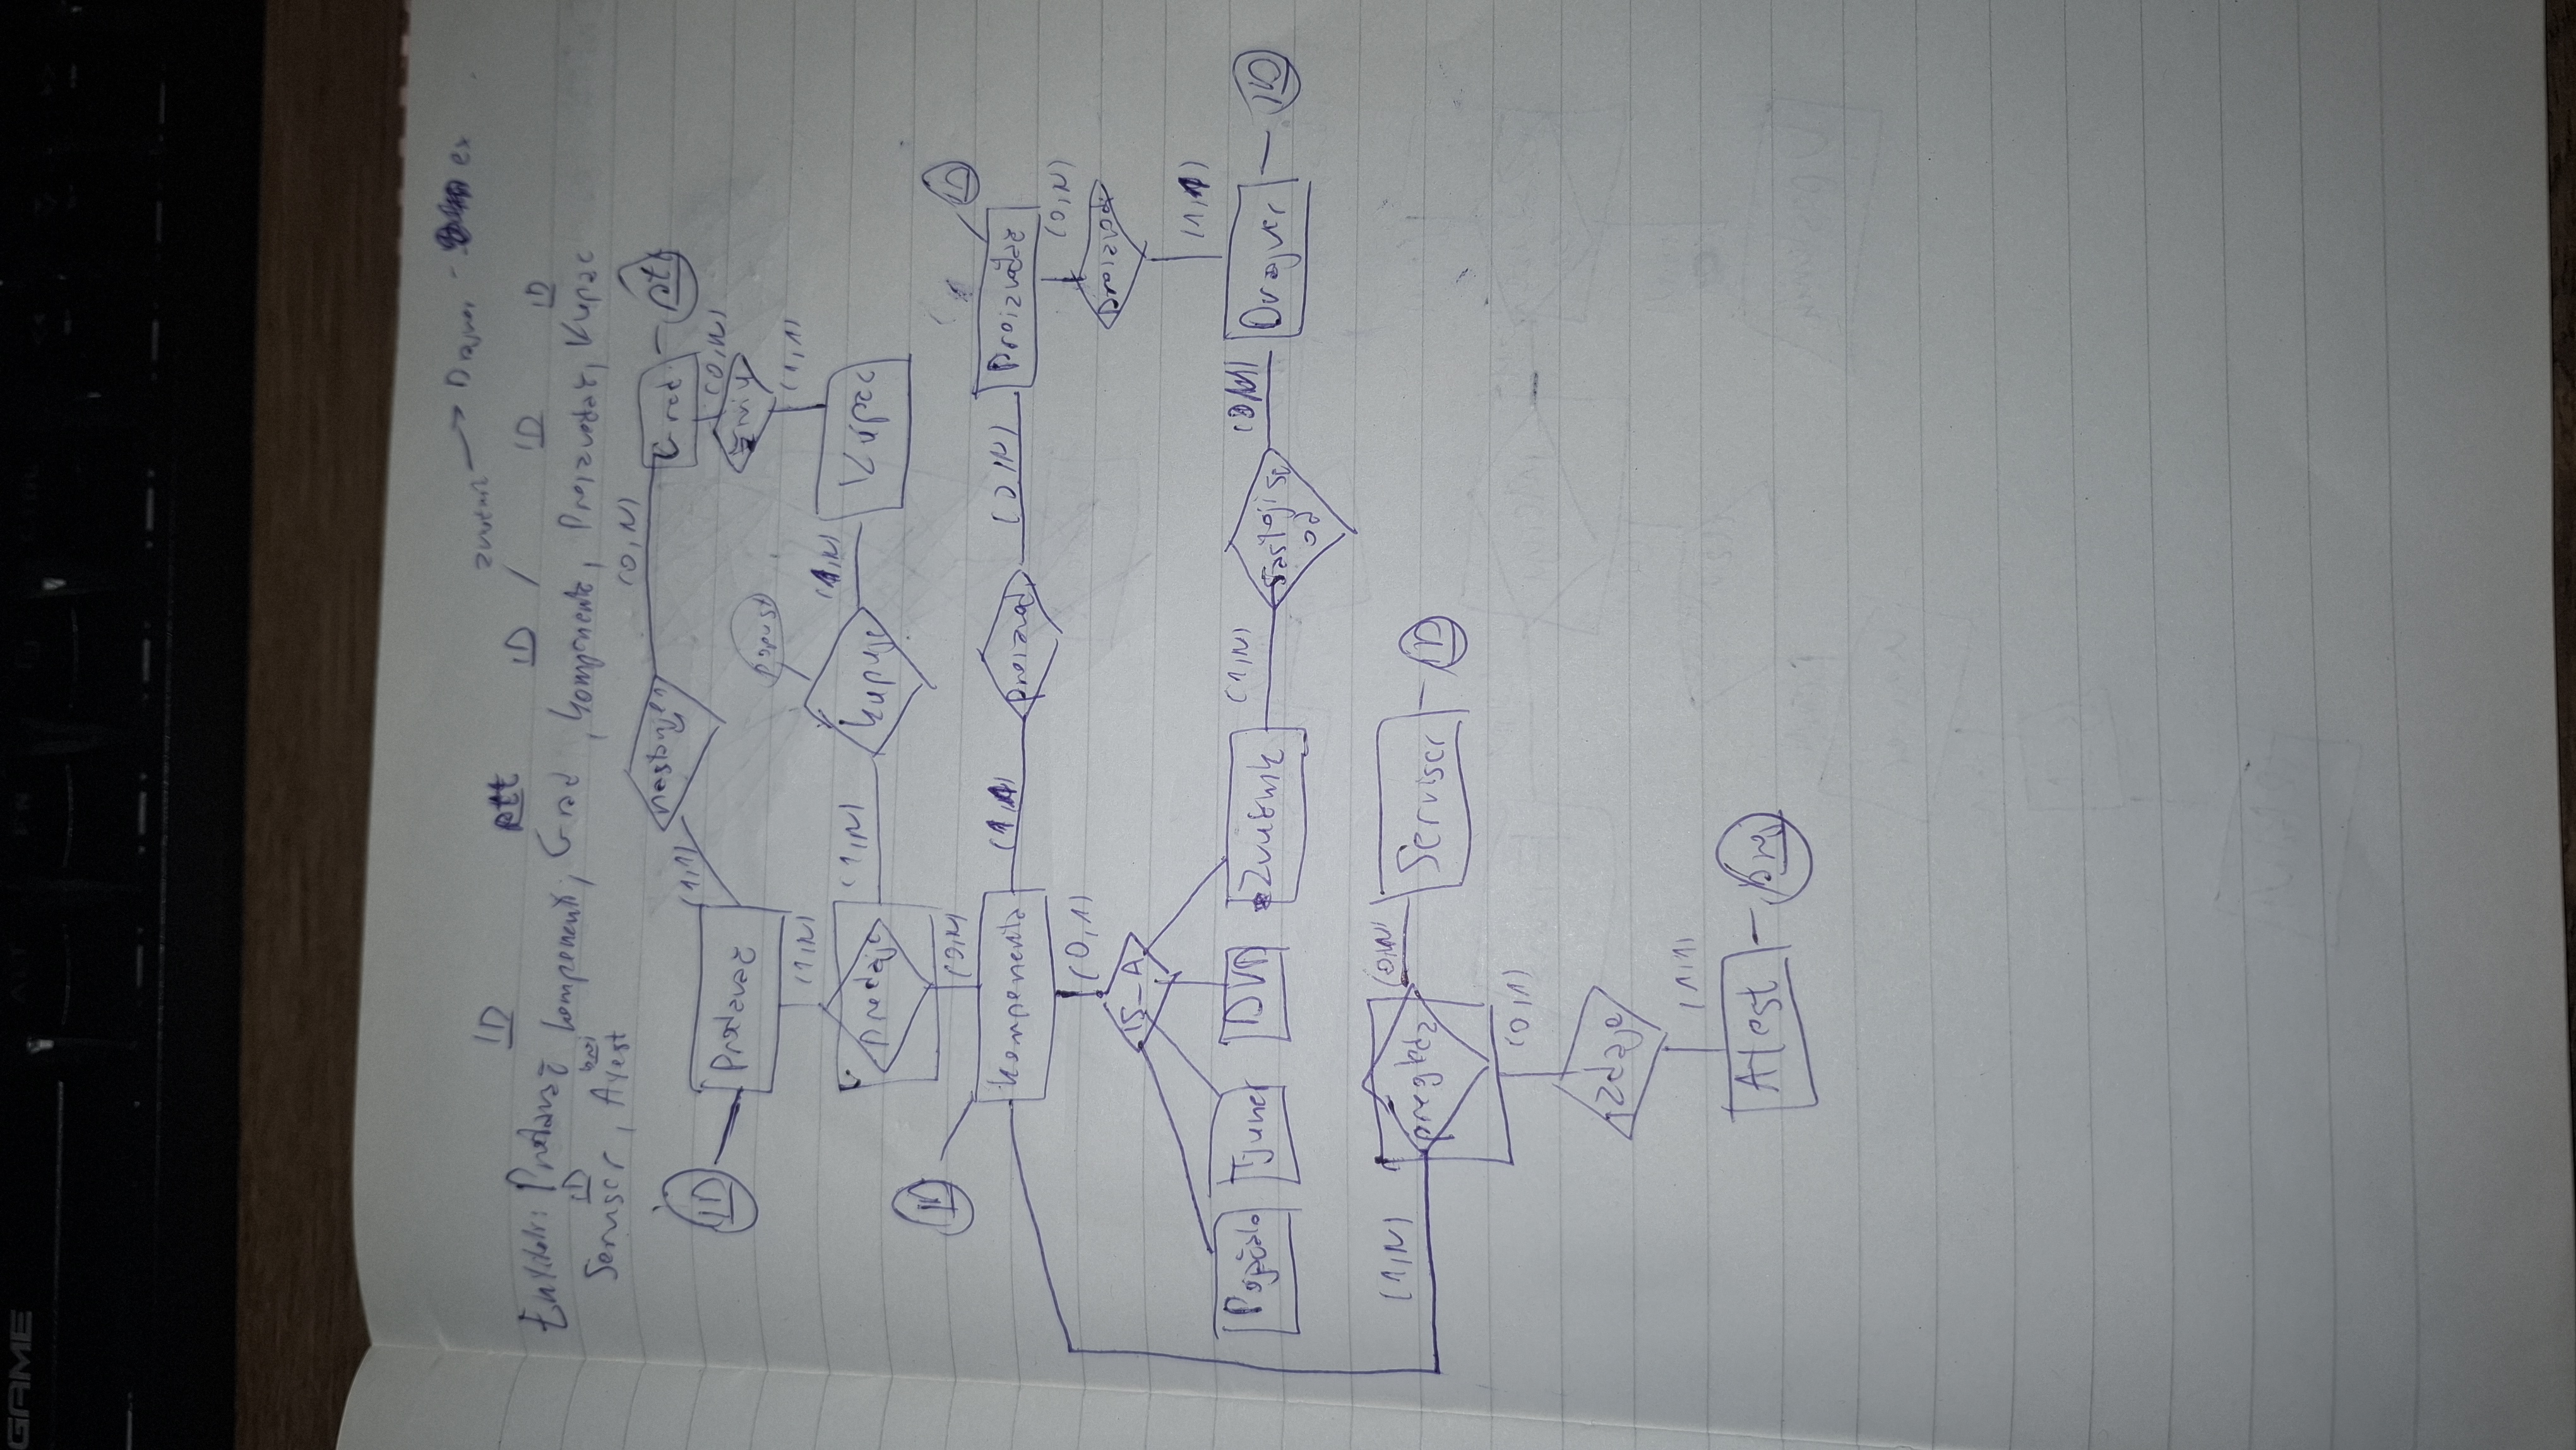 GAME
ALT FN CTRL
zvučnik → Drajver - ex
ID ptt ID / ID ID
Entiteti: Prodavač komponenti, Grad, komponenta, Proizvođač, Kupac
ID broj
Serviser, Atest
nastanjen (0,N) Grad ptt
ID Prodavač (1,1)
(0,N)
živi
popust
(1,N) (1,1)
prodaje (1,N) kupuje (1,N) Kupac
ID (0,N) ID
komponenta (1,1) proizvodi (0,N) Proizvođač
(0,1) (0,N)
IS_A proizvodi
(1,1)
Pojačalo Tjuner DVD Zvučnik (1,N) sastoji se od (0,N) Drajver ID
(1,N) pregleda (0,N) Serviser ID
(0,1)
izdaje
(1,1)
Atest broj